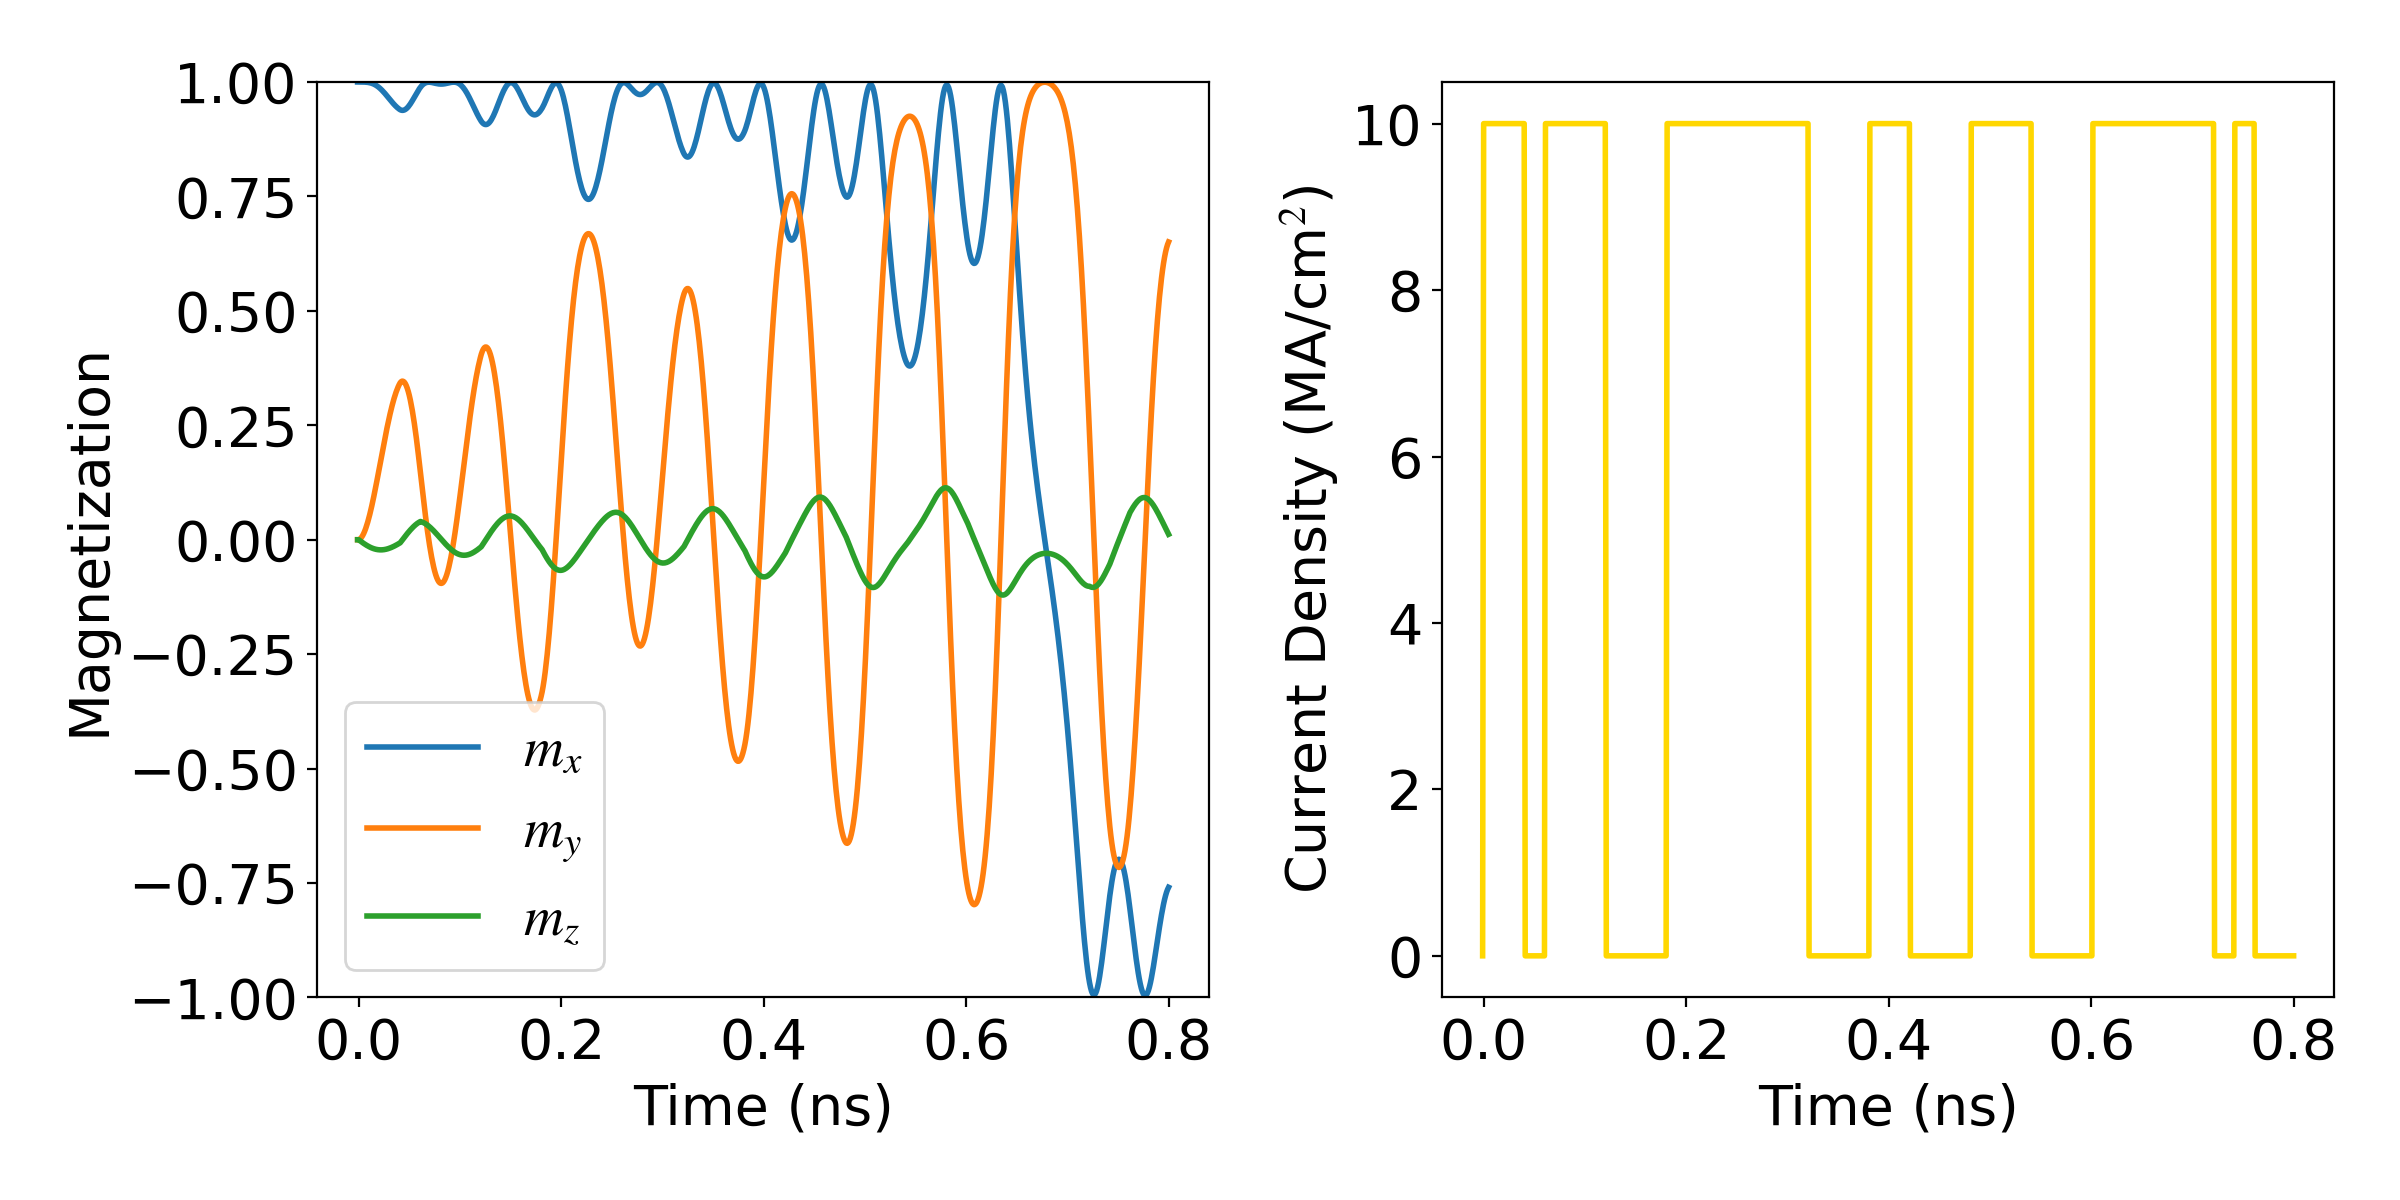 1.00
0.75
0.50
0.25
0.00
−0.25
−0.50
−0.75
−1.00
Magnetization
m_x
m_y
m_z
0.0 0.2 0.4 0.6 0.8
Time (ns)
10
8
6
4
2
0
Current Density (MA/cm²)
0.0 0.2 0.4 0.6 0.8
Time (ns)